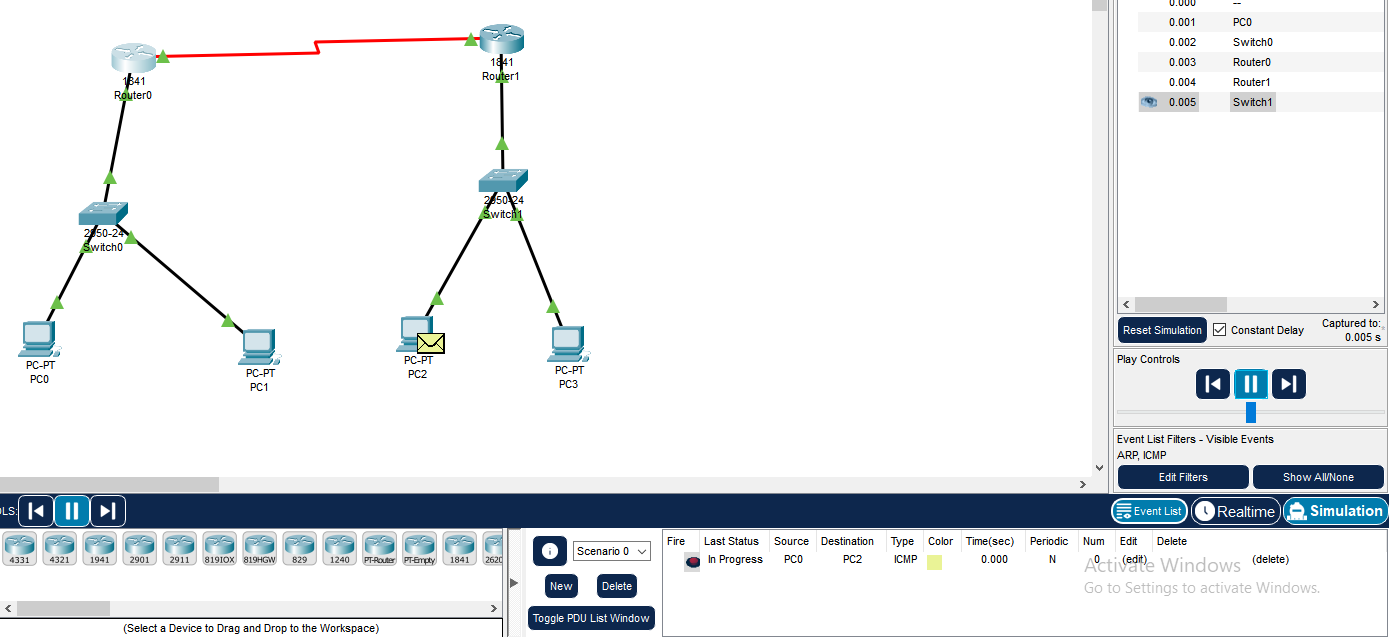 0.000 --
0.001 PC0
0.002 Switch0
0.003 Router0
0.004 Router1
0.005 Switch1
1841
Router0
1841
Router1
2950-24
Switch0
2950-24
Switch1
PC-PT
PC0
PC-PT
PC1
PC-PT
PC2
PC-PT
PC3
Reset Simulation
Constant Delay
Captured to:
0.005 s
Play Controls
Event List Filters - Visible Events
ARP, ICMP
Edit Filters
Show All/None
OLS:
Event List
Realtime
Simulation
4331
4321
1941
2901
2911
819IOX
819HGW
829
1240
PT-Router
PT-Empty
1841
2620
(Select a Device to Drag and Drop to the Workspace)
Scenario 0
New
Delete
Toggle PDU List Window
Fire Last Status Source Destination Type Color Time(sec) Periodic Num Edit Delete
In Progress PC0 PC2 ICMP 0.000 N 0 (edit) (delete)
Activate Windows
Go to Settings to activate Windows.